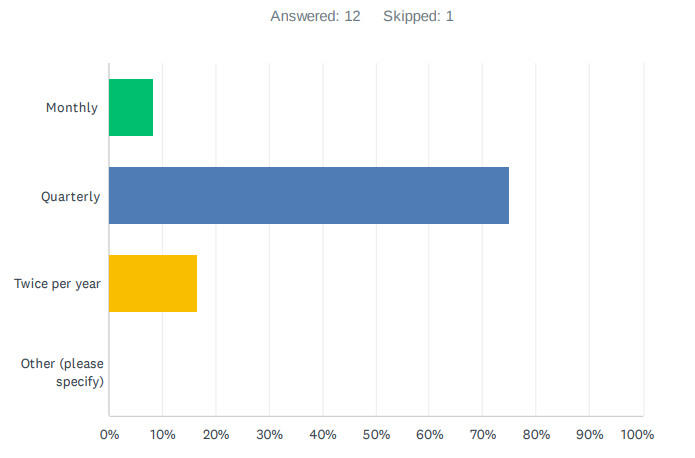 Answered: 12 Skipped: 1
Monthly
Quarterly
Twice per year
Other (please
specify)
0% 10% 20% 30% 40% 50% 60% 70% 80% 90% 100%